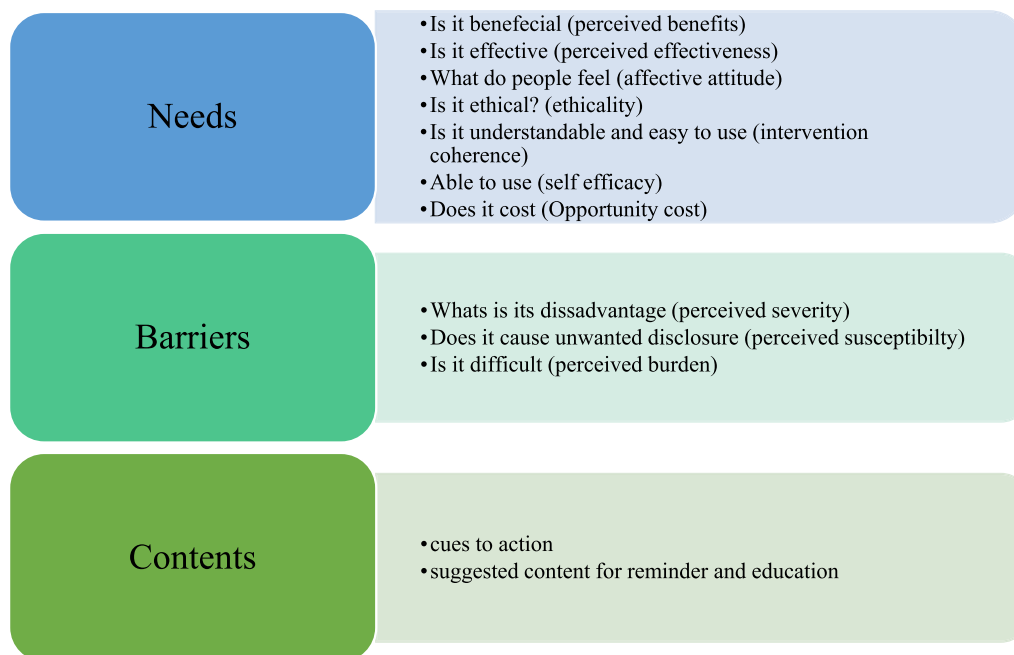 Needs
•Is it benefecial (perceived benefits)
•Is it effective (perceived effectiveness)
•What do people feel (affective attitude)
•Is it ethical? (ethicality)
•Is it understandable and easy to use (intervention
coherence)
•Able to use (self efficacy)
•Does it cost (Opportunity cost)
Barriers
•Whats is its dissadvantage (perceived severity)
•Does it cause unwanted disclosure (perceived susceptibilty)
•Is it difficult (perceived burden)
Contents
•cues to action
•suggested content for reminder and education